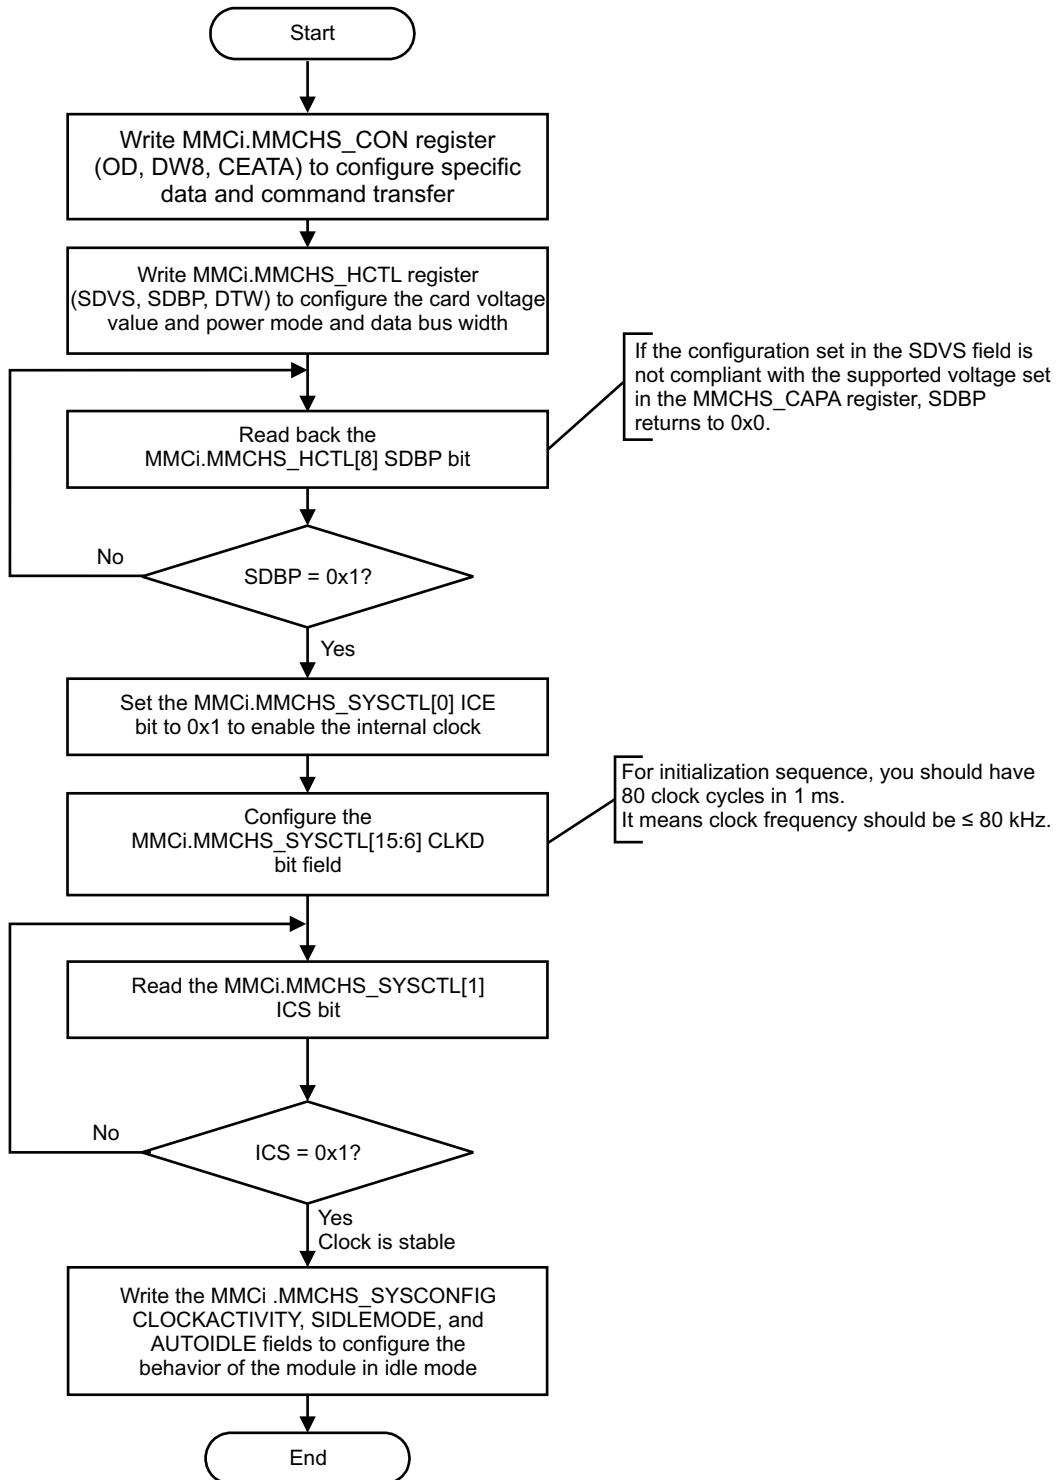 Start
Write MMCi.MMCHS_CON register
(OD, DW8, CEATA) to configure specific
data and command transfer
Write MMCi.MMCHS_HCTL register
(SDVS, SDBP, DTW) to configure the card voltage
value and power mode and data bus width
If the configuration set in the SDVS field is
not compliant with the supported voltage set
in the MMCHS_CAPA register, SDBP
returns to 0x0.
Read back the
MMCi.MMCHS_HCTL[8] SDBP bit
No
SDBP = 0x1?
Yes
Set the MMCi.MMCHS_SYSCTL[0] ICE
bit to 0x1 to enable the internal clock
For initialization sequence, you should have
80 clock cycles in 1 ms.
It means clock frequency should be ≤ 80 kHz.
Configure the
MMCi.MMCHS_SYSCTL[15:6] CLKD
bit field
Read the MMCi.MMCHS_SYSCTL[1]
ICS bit
No
ICS = 0x1?
Yes
Clock is stable
Write the MMCi .MMCHS_SYSCONFIG
CLOCKACTIVITY, SIDLEMODE, and
AUTOIDLE fields to configure the
behavior of the module in idle mode
End